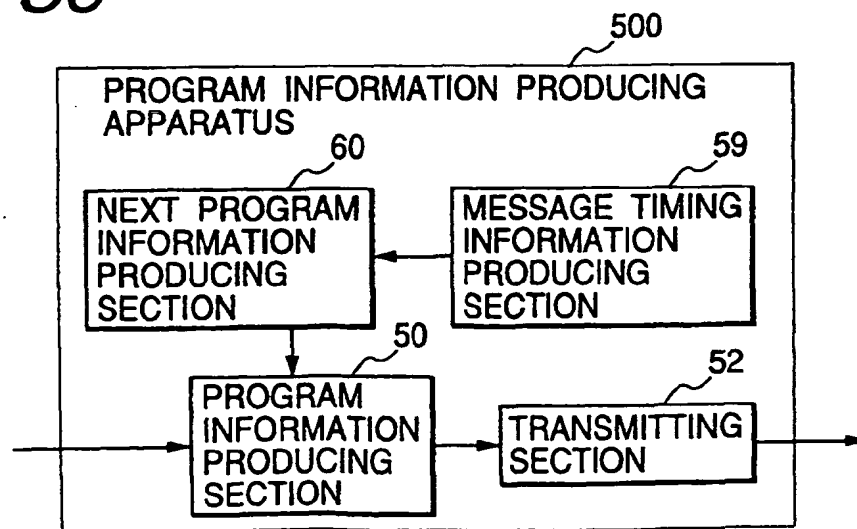 500
PROGRAM INFORMATION PRODUCING
APPARATUS
60
59
NEXT PROGRAM
INFORMATION
PRODUCING
SECTION
MESSAGE TIMING
INFORMATION
PRODUCING
SECTION
50
52
PROGRAM
INFORMATION
PRODUCING
SECTION
TRANSMITTING
SECTION